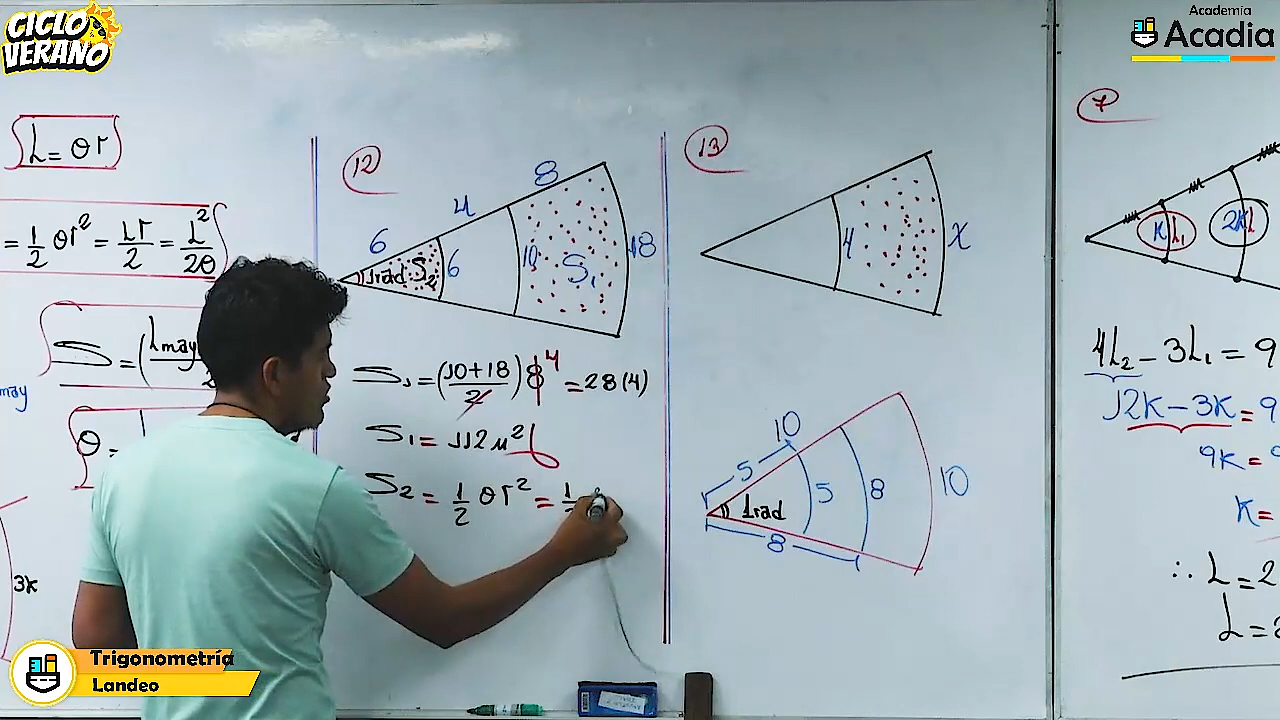 CICLO
VERANO
Academia
Acadia
L = θr
= 1/2 θr² = Lr/2 = L²/2θ
S = (Lmay
may
θ =
3K
12
6
4
8
1rad
S₂
6
10
S₁
18
S₁ = (10+18)/2 8 4 = 28(4)
S₁ = 112 u²
S₂ = 1/2 θr² = 1
13
4
x
10
5
1rad
5
8
10
8
7
K
L₁
2K
4L₂ - 3L₁ = 9
12K - 3K = 9
9K =
K =
∴ L = 2
L =
Trigonometría
Landeo